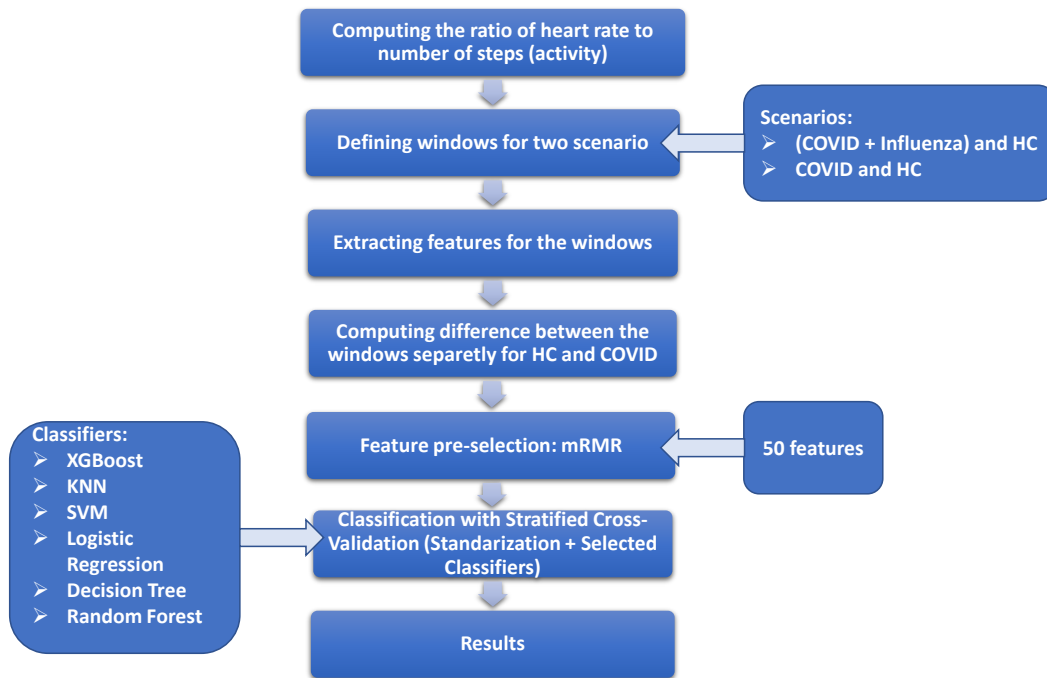 Computing the ratio of heart rate to
number of steps (activity)
Defining windows for two scenario
Scenarios:
➢ (COVID + Influenza) and HC
➢ COVID and HC
Extracting features for the windows
Computing difference between the
windows separetly for HC and COVID
Feature pre-selection: mRMR
50 features
Classifiers:
➢ XGBoost
➢ KNN
➢ SVM
➢ Logistic
Regression
➢ Decision Tree
➢ Random Forest
Classification with Stratified Cross-
Validation (Standarization + Selected
Classifiers)
Results